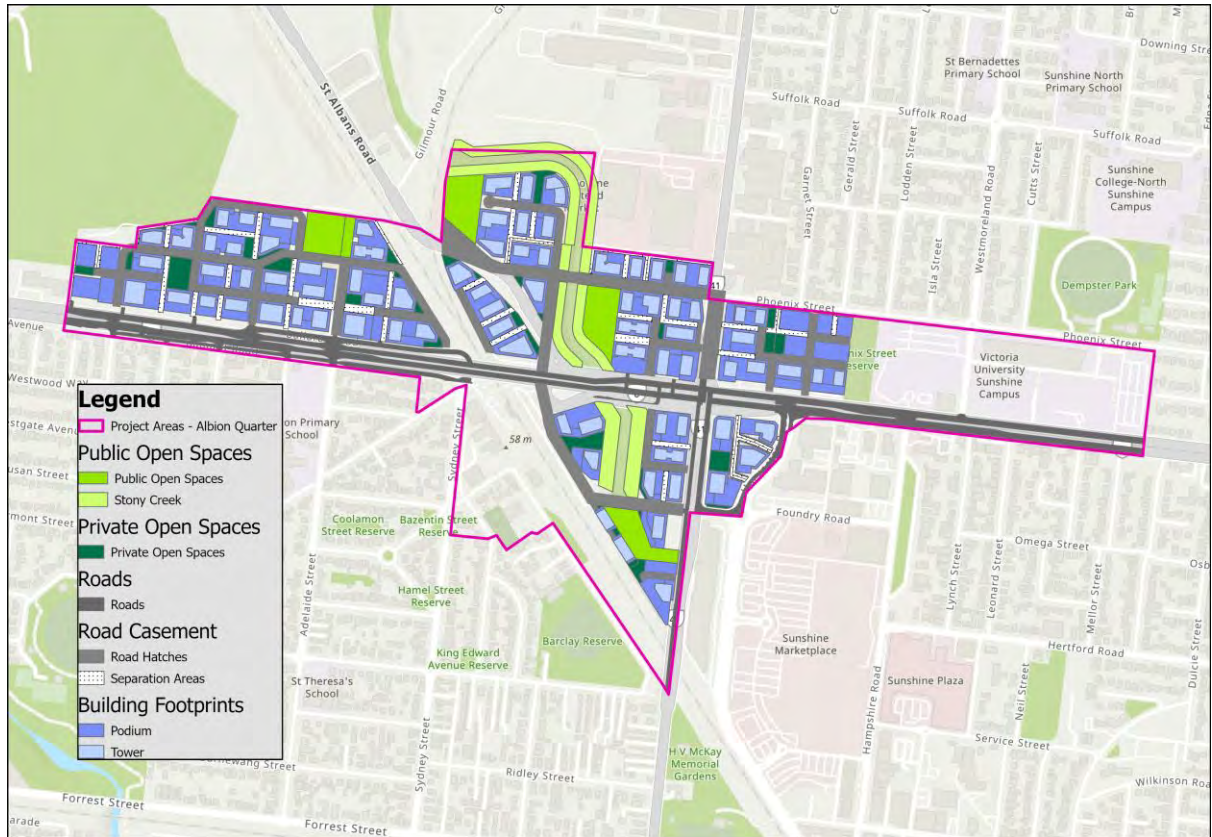 Downing Stre
St Bernadettes
Primary School
Sunshine North
Primary School
Suffolk Road
Suffolk Road
Suffolk Road
St Albans Road
Gilmour Road
Garnet Street
Gerald Street
Lodden Street
Westmoreland Road
Cutts Street
Sunshine
College-North
Sunshine
Campus
Isla Street
Dempster Park
41
Phoenix Street
Phoenix Street
Victoria
University
Sunshine
Campus
Avenue
Westwood Way
estgate Avenu
usan Street
rmont Street
on Primary
School
Sydney Street
58 m
Legend
Project Areas - Albion Quarter
Public Open Spaces
Public Open Spaces
Stony Creek
Private Open Spaces
Private Open Spaces
Roads
Roads
Road Casement
Road Hatches
Separation Areas
Building Footprints
Podium
Tower
Coolamon
Street Reserve
Bazentin Street
Reserve
Adelaide Street
Hamel Street
Reserve
King Edward
Avenue Reserve
Barclay Reserve
St Theresa's
School
Sydney Street
Foundry Road
Omega Street
Osb
Lynch Street
Leonard Street
Mellor Street
Dulcie Street
Hertford Road
Sunshine
Marketplace
Sunshine Plaza
Hampshire Road
Neil Street
Service Street
Wilkinson Roa
H V McKay
Memorial
Gardens
Ridley Street
Forrest Street
Forrest Street
arade